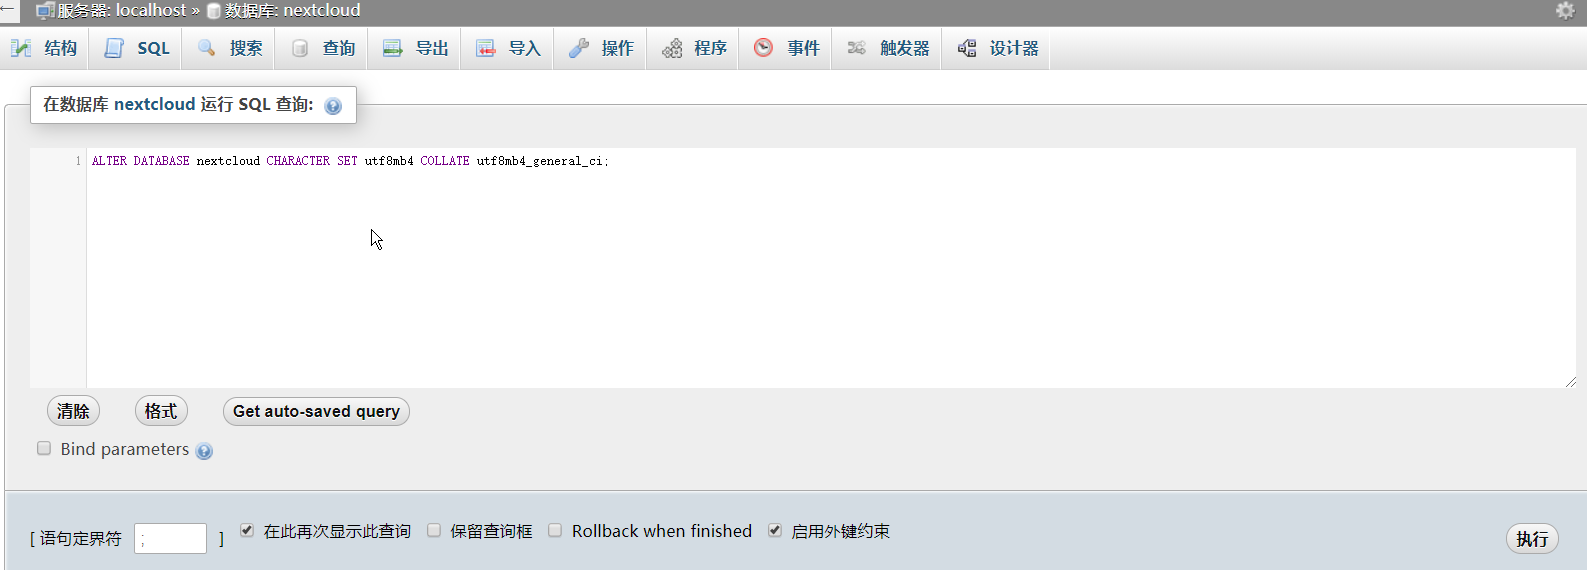 ← 服务器: localhost » 数据库: nextcloud
结构 SQL 搜索 查询 导出 导入 操作 程序 事件 触发器 设计器
在数据库 nextcloud 运行 SQL 查询:
1 ALTER DATABASE nextcloud CHARACTER SET utf8mb4 COLLATE utf8mb4_general_ci;
清除 格式 Get auto-saved query
Bind parameters
[ 语句定界符 ; ] 在此再次显示此查询 保留查询框 Rollback when finished 启用外键约束 执行